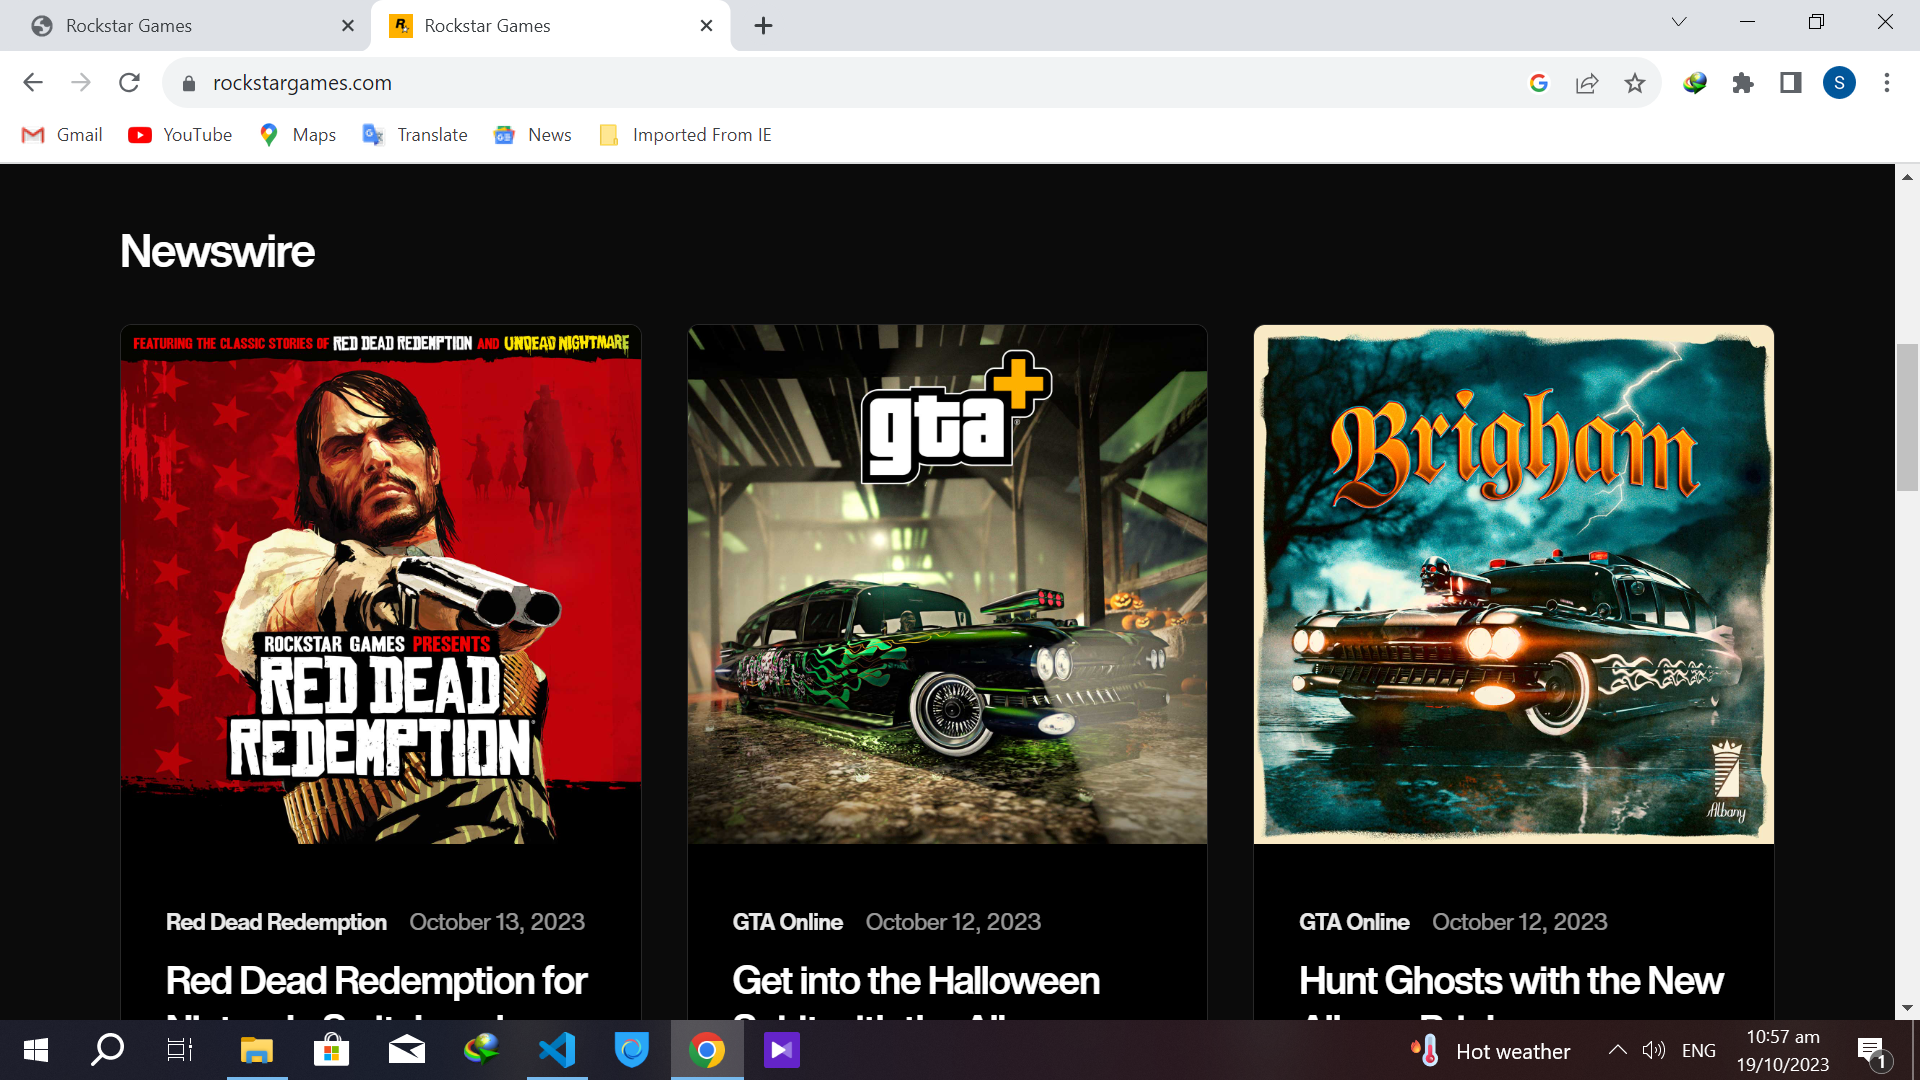 Rockstar Games
Rockstar Games
rockstargames.com
S
Gmail
YouTube
Maps
Translate
News
Imported From IE
Newswire
FEATURING THE CLASSIC STORIES OF RED DEAD REDEMPTION AND UNDEAD NIGHTMARE
ROCKSTAR GAMES PRESENTS
RED DEAD
REDEMPTION
gta+
Brigham
Albany
Red Dead Redemption October 13, 2023
Red Dead Redemption for
GTA Online October 12, 2023
Get into the Halloween
GTA Online October 12, 2023
Hunt Ghosts with the New
Hot weather
ENG
10:57 am
19/10/2023
1